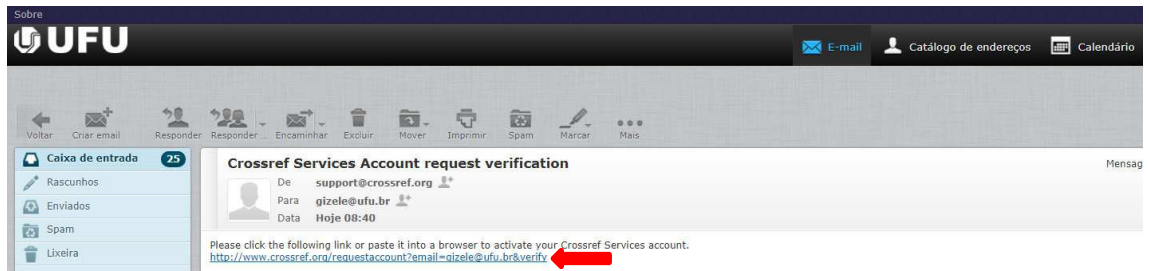 Sobre
UFU
E-mail Catálogo de endereços Calendário
Voltar Criar email Responder Responder ... Encaminhar Excluir Mover Imprimir Spam Marcar Mais
Caixa de entrada 25
Rascunhos
Enviados
Spam
Lixeira
Crossref Services Account request verification
Mensag
De support@crossref.org
Para gizele@ufu.br
Data Hoje 08:40
Please click the following link or paste it into a browser to activate your Crossref Services account.
http://www.crossref.org/requestaccount?email=gizele@ufu.br&verify